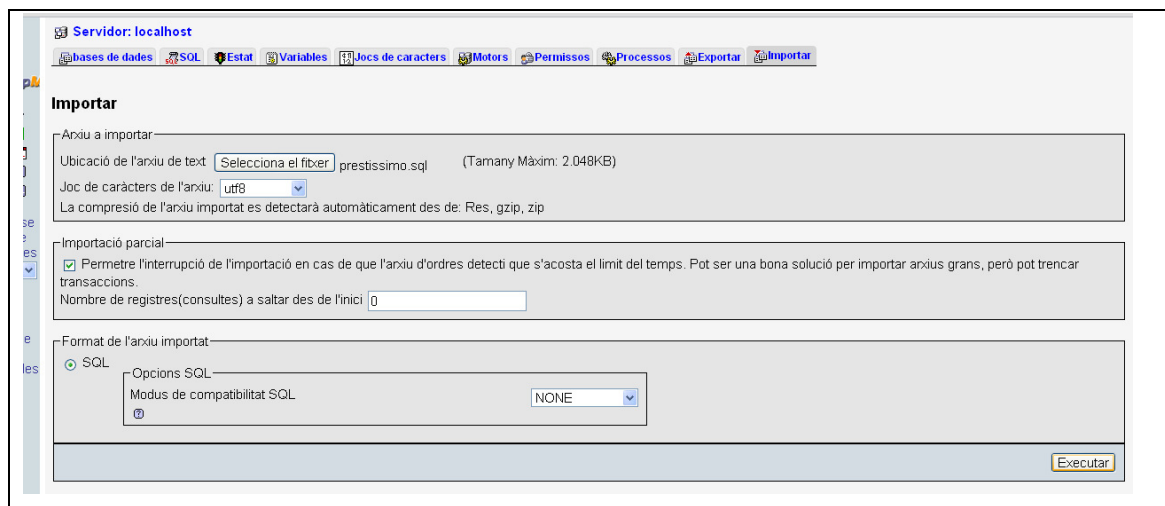 Servidor: localhost
bases de dades SQL Estat Variables Jocs de caracters Motors Permissos Processos Exportar Importar
Importar
Arxiu a importar
Ubicació de l'arxiu de text Selecciona el fitxer prestissimo.sql (Tamany Màxim: 2.048KB)
Joc de caràcters de l'arxiu: utf8
La compresió de l'arxiu importat es detectarà automàticament des de: Res, gzip, zip
Importació parcial
Permetre l'interrupció de l'importació en cas de que l'arxiu d'ordres detecti que s'acosta el limit del temps. Pot ser una bona solució per importar arxius grans, però pot trencar
transaccions.
Nombre de registres(consultes) a saltar des de l'inici 0
Format de l'arxiu importat
SQL
Opcions SQL
Modus de compatibilitat SQL NONE
Executar